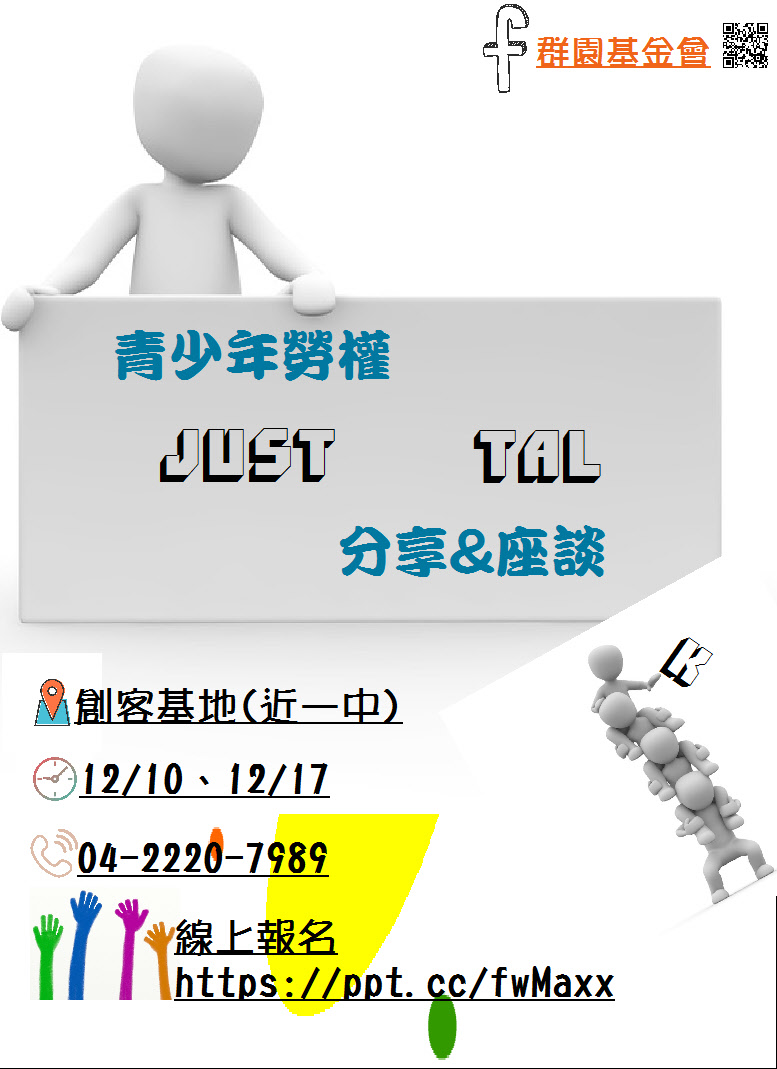 f 群園基金會
青少年勞權
JUST TAL
分享&座談
K
創客基地(近一中)
12/10、12/17
04-2220-7989
線上報名
https://ppt.cc/fwMaxx